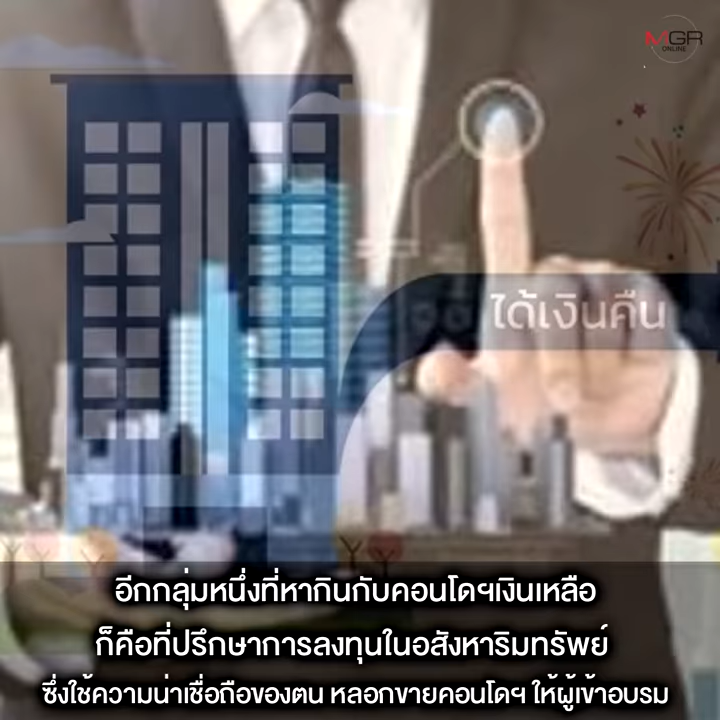 MGR
ONLINE
ได้เงินคืน
อีกกลุ่มหนึ่งที่หากินกับคอนโดฯเงินเหลือ
ก็คือที่ปรึกษาการลงทุนในอสังหาริมทรัพย์
ซึ่งใช้ความน่าเชื่อถือของตน หลอกขายคอนโดฯ ให้ผู้เข้าอบรม